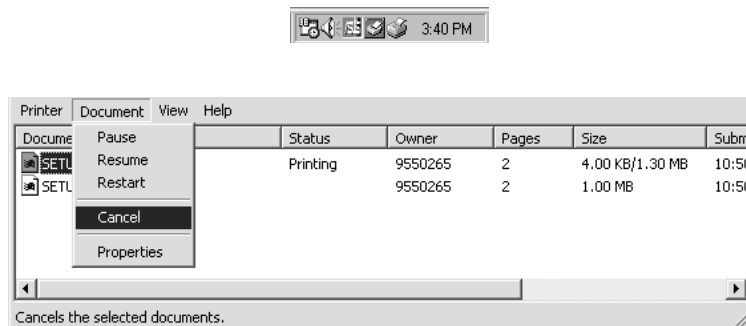 3:40 PM
Printer Document View Help
Docume Status Owner Pages Size Subm
SETU Printing 9550265 2 4.00 KB/1.30 MB 10:50
SETU 9550265 2 1.00 MB 10:50
Pause
Resume
Restart
Cancel
Properties
Cancels the selected documents.